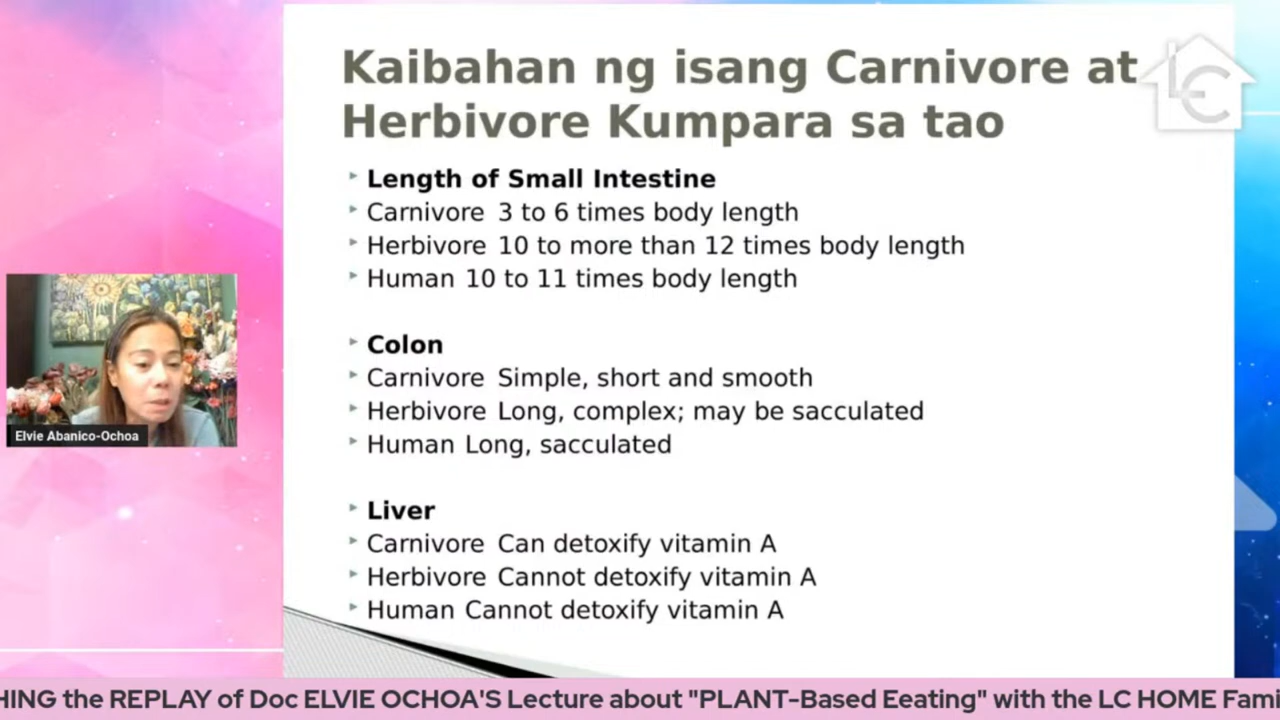 Kaibahan ng isang Carnivore at
Herbivore Kumpara sa tao
LC
Length of Small Intestine
Carnivore 3 to 6 times body length
Herbivore 10 to more than 12 times body length
Human 10 to 11 times body length
Colon
Carnivore Simple, short and smooth
Herbivore Long, complex; may be sacculated
Human Long, sacculated
Liver
Carnivore Can detoxify vitamin A
Herbivore Cannot detoxify vitamin A
Human Cannot detoxify vitamin A
Elvie Abanico-Ochoa
HING the REPLAY of Doc ELVIE OCHOA'S Lecture about "PLANT-Based Eeating" with the LC HOME Fami